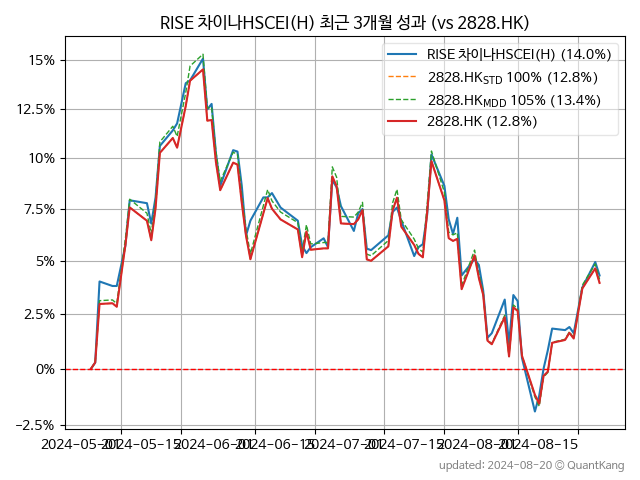 RISE 차이나HSCEI(H) 최근 3개월 성과 (vs 2828.HK)
RISE 차이나HSCEI(H) (14.0%)
2828.HK_STD 100% (12.8%)
2828.HK_MDD 105% (13.4%)
2828.HK (12.8%)
15%
12.5%
10%
7.5%
5%
2.5%
0%
−2.5%
2024-05-01 2024-05-15 2024-06-01 2024-06-15 2024-07-01 2024-07-15 2024-08-01 2024-08-15
updated: 2024-08-20 © QuantKang